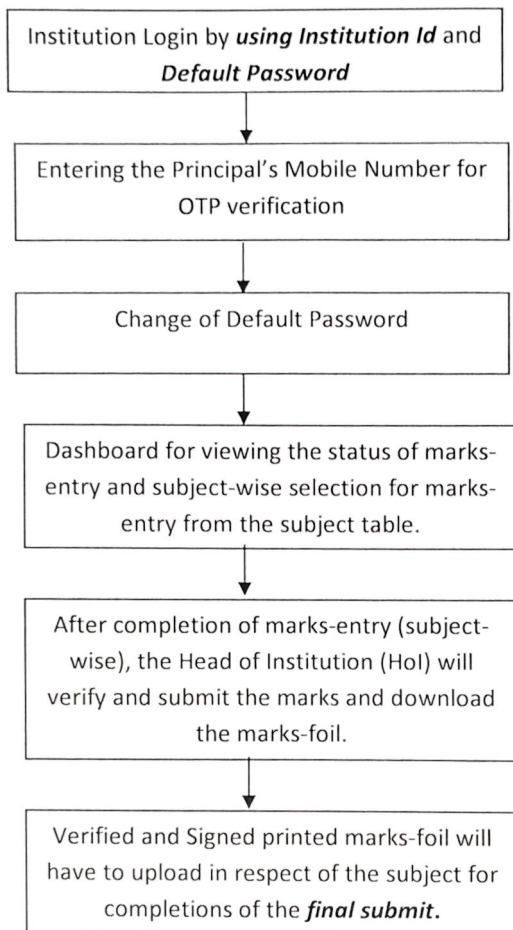 Institution Login by using Institution Id and
Default Password
Entering the Principal's Mobile Number for
OTP verification
Change of Default Password
Dashboard for viewing the status of marks-
entry and subject-wise selection for marks-
entry from the subject table.
After completion of marks-entry (subject-
wise), the Head of Institution (HoI) will
verify and submit the marks and download
the marks-foil.
Verified and Signed printed marks-foil will
have to upload in respect of the subject for
completions of the final submit.